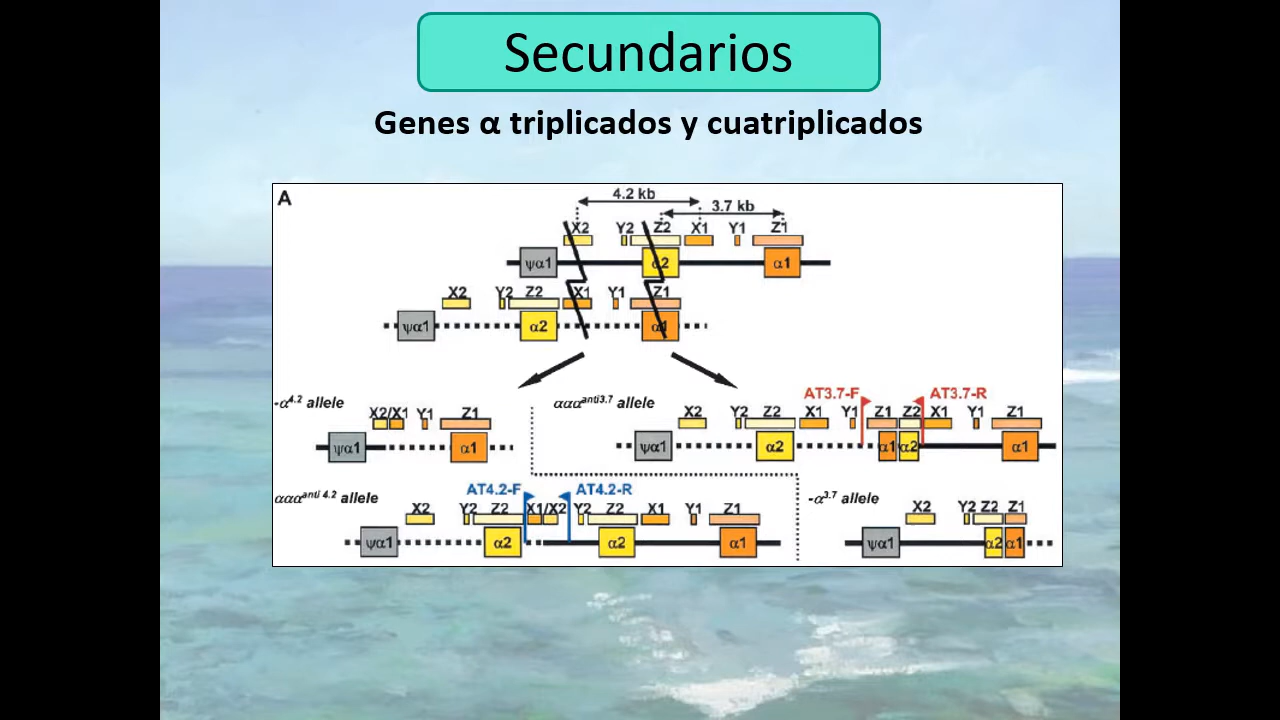 Secundarios
Genes α triplicados y cuatriplicados
A
4.2 kb
3.7 kb
X2 Y2 Z2 X1 Y1 Z1
ψα1 α2 α1
X2 Y2 Z2 X1 Y1 Z1
ψα1 α2 α1
-α4.2 allele
X2/X1 Y1 Z1
ψα1 α1
αααanti3.7 allele
AT3.7-F AT3.7-R
X2 Y2 Z2 X1 Y1 Z1 Z2 X1 Y1 Z1
ψα1 α2 α1 α2 α1
αααanti 4.2 allele
AT4.2-F AT4.2-R
X2 Y2 Z2 X1/X2 Y2 Z2 X1 Y1 Z1
ψα1 α2 α2 α1
-α3.7 allele
X2 Y2 Z2 Z1
ψα1 α2 α1